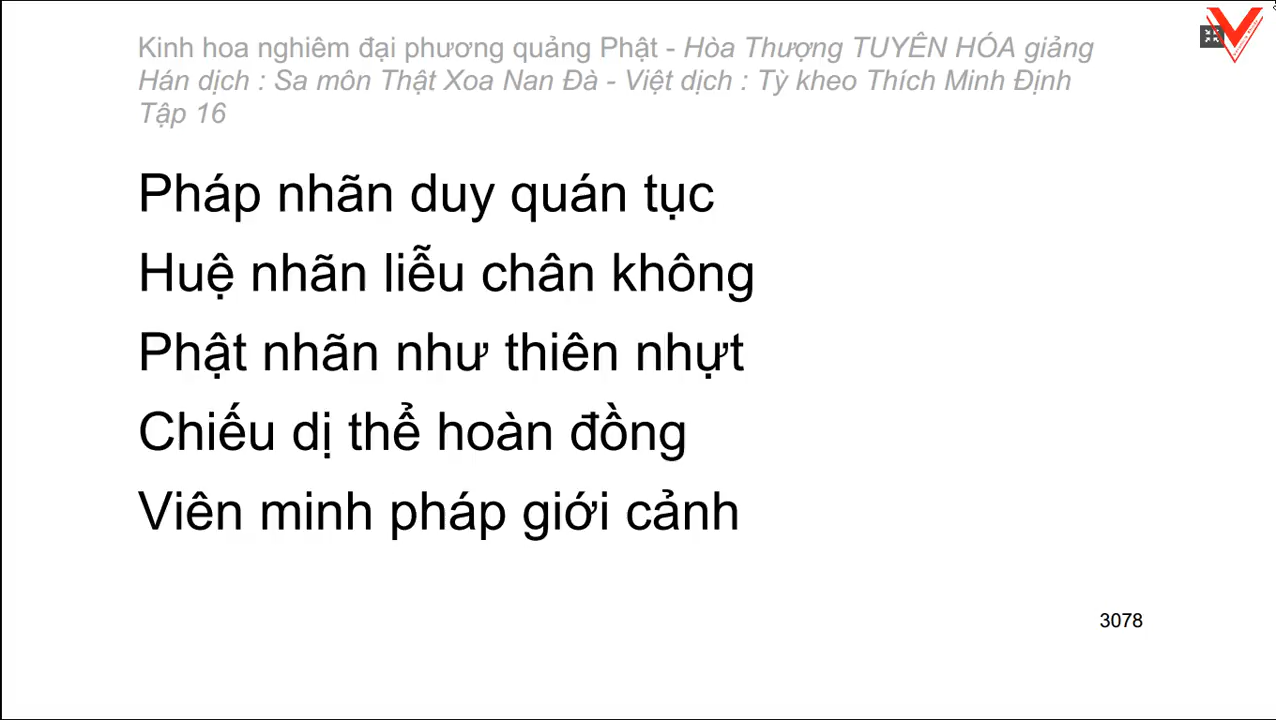 Kinh hoa nghiêm đại phương quảng Phật - Hòa Thượng TUYÊN HÓA giảng
Hán dịch : Sa môn Thật Xoa Nan Đà - Việt dịch : Tỳ kheo Thích Minh Định
Tập 16
Pháp nhãn duy quán tục
Huệ nhãn liễu chân không
Phật nhãn như thiên nhựt
Chiếu dị thể hoàn đồng
Viên minh pháp giới cảnh
3078